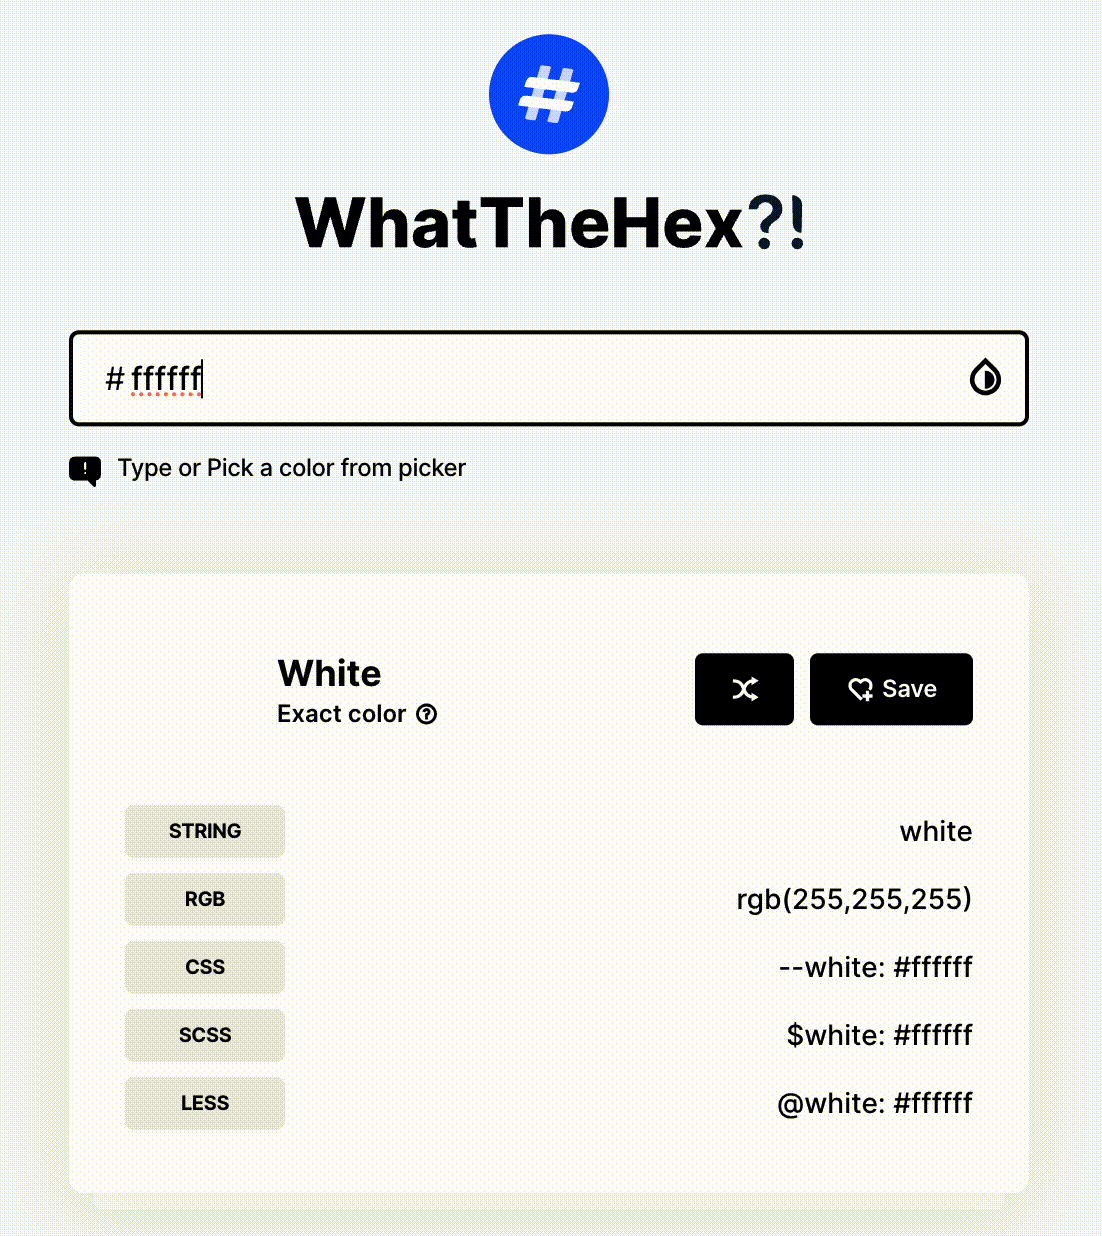 #
WhatTheHex?!
# ffffff
! Type or Pick a color from picker
White
Exact color ?
Save
STRING white
RGB rgb(255,255,255)
CSS --white: #ffffff
SCSS $white: #ffffff
LESS @white: #ffffff